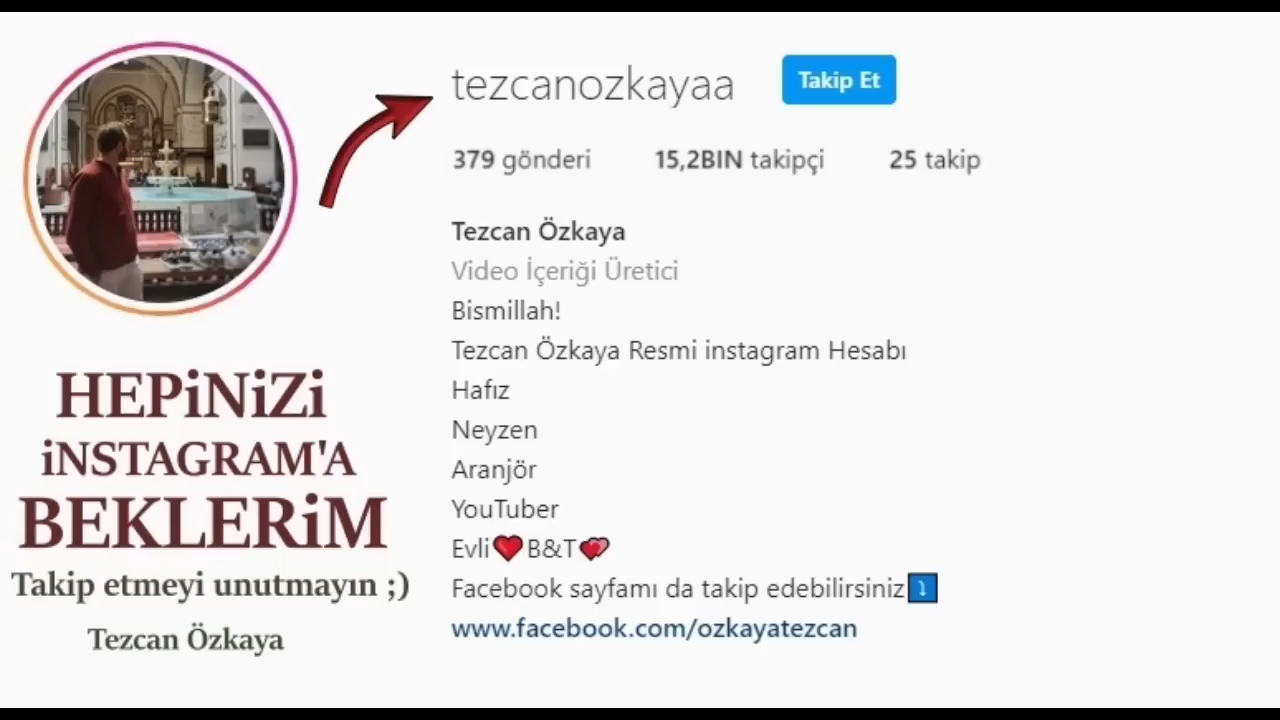 tezcanozkayaa
Takip Et
379 gönderi 15,2BIN takipçi 25 takip
Tezcan Özkaya
Video İçeriği Üretici
Bismillah!
Tezcan Özkaya Resmi instagram Hesabı
Hafız
Neyzen
Aranjör
YouTuber
Evli❤B&T💕
Facebook sayfamı da takip edebilirsiniz⤵
www.facebook.com/ozkayatezcan
HEPiNiZi
iNSTAGRAM'A
BEKLERiM
Takip etmeyi unutmayın ;)
Tezcan Özkaya